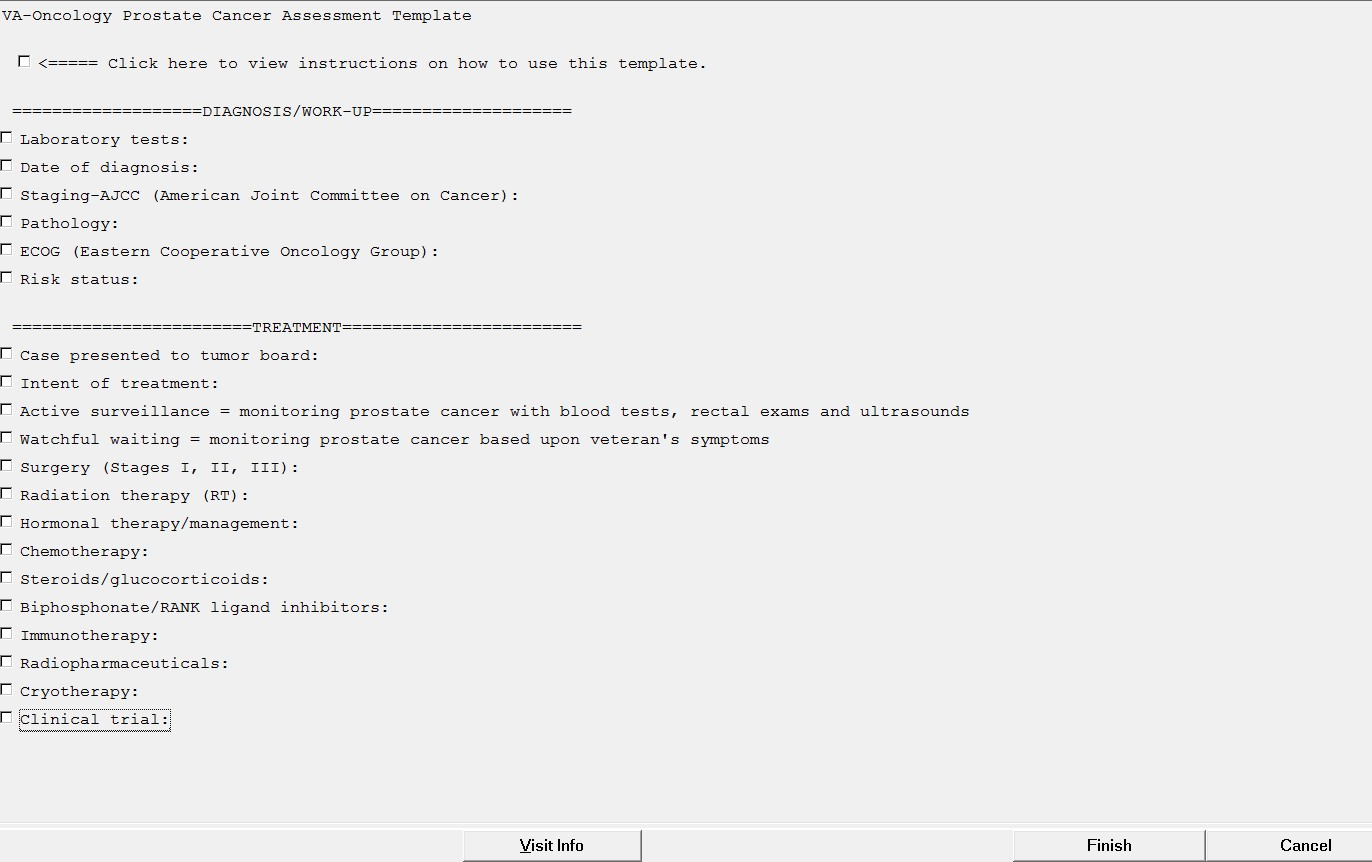 VA-Oncology Prostate Cancer Assessment Template
<===== Click here to view instructions on how to use this template.
===================DIAGNOSIS/WORK-UP====================
Laboratory tests:
Date of diagnosis:
Staging-AJCC (American Joint Committee on Cancer):
Pathology:
ECOG (Eastern Cooperative Oncology Group):
Risk status:
========================TREATMENT========================
Case presented to tumor board:
Intent of treatment:
Active surveillance = monitoring prostate cancer with blood tests, rectal exams and ultrasounds
Watchful waiting = monitoring prostate cancer based upon veteran's symptoms
Surgery (Stages I, II, III):
Radiation therapy (RT):
Hormonal therapy/management:
Chemotherapy:
Steroids/glucocorticoids:
Biphosphonate/RANK ligand inhibitors:
Immunotherapy:
Radiopharmaceuticals:
Cryotherapy:
Clinical trial:
Visit Info Finish Cancel